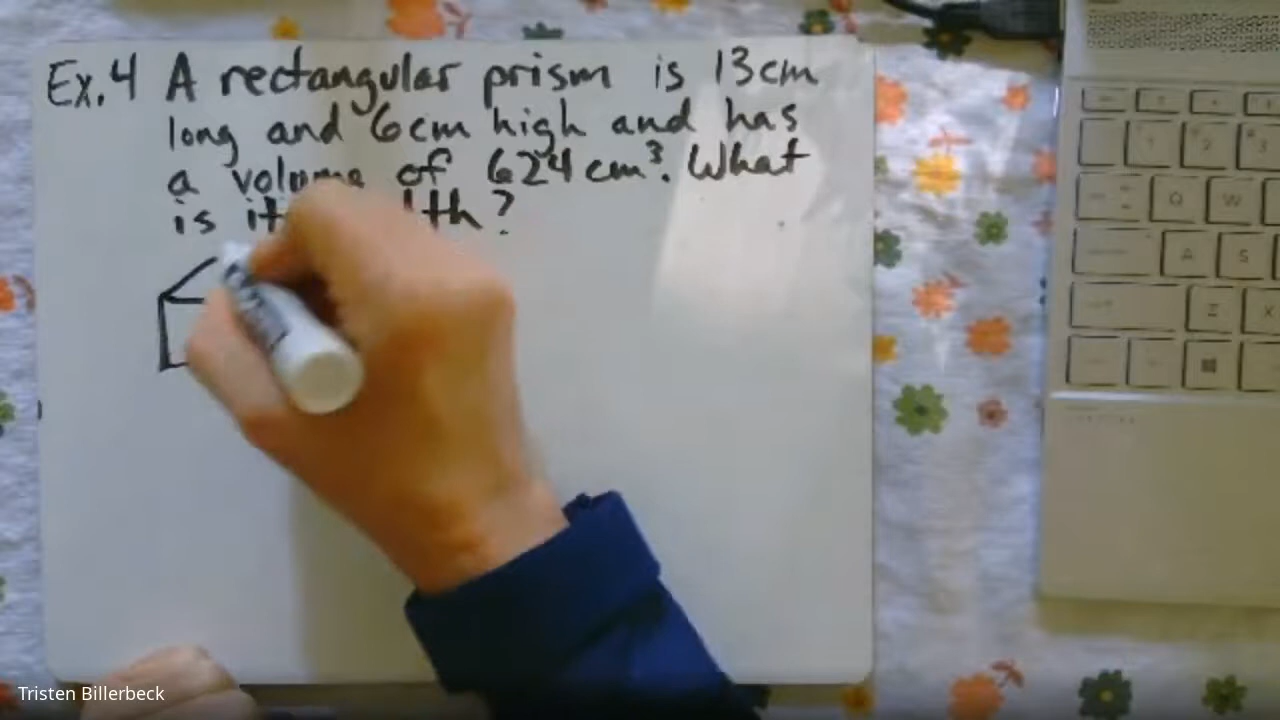 Ex.4 A rectangular prism is 13cm
long and 6cm high and has
a volume of 624 cm³. What
is ?
Q W
A S
Z X
Tristen Billerbeck